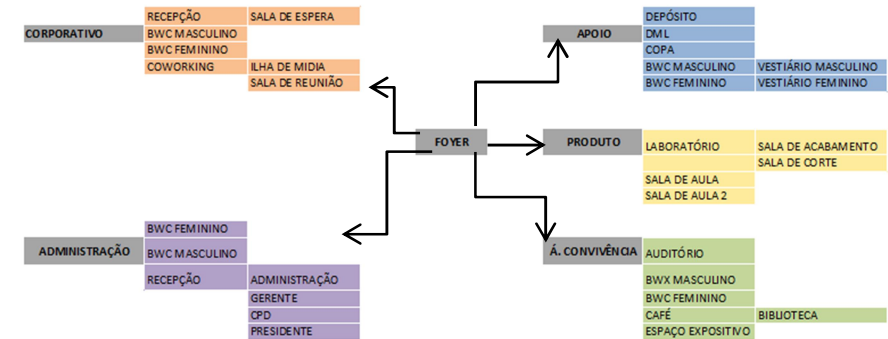 RECEPÇÃO SALA DE ESPERA
CORPORATIVO BWC MASCULINO
BWC FEMININO
COWORKING ILHA DE MIDIA
SALA DE REUNIÃO
DEPÓSITO
APOIO DML
COPA
BWC MASCULINO VESTIÁRIO MASCULINO
BWC FEMININO VESTIÁRIO FEMININO
FOYER
PRODUTO LABORATÓRIO SALA DE ACABAMENTO
SALA DE CORTE
SALA DE AULA
SALA DE AULA 2
BWC FEMININO
ADMINISTRAÇÃO BWC MASCULINO
RECEPÇÃO ADMINISTRAÇÃO
GERENTE
CPD
PRESIDENTE
Á. CONVIVÊNCIA AUDITÓRIO
BWX MASCULINO
BWC FEMININO
CAFÉ BIBLIOTECA
ESPAÇO EXPOSITIVO